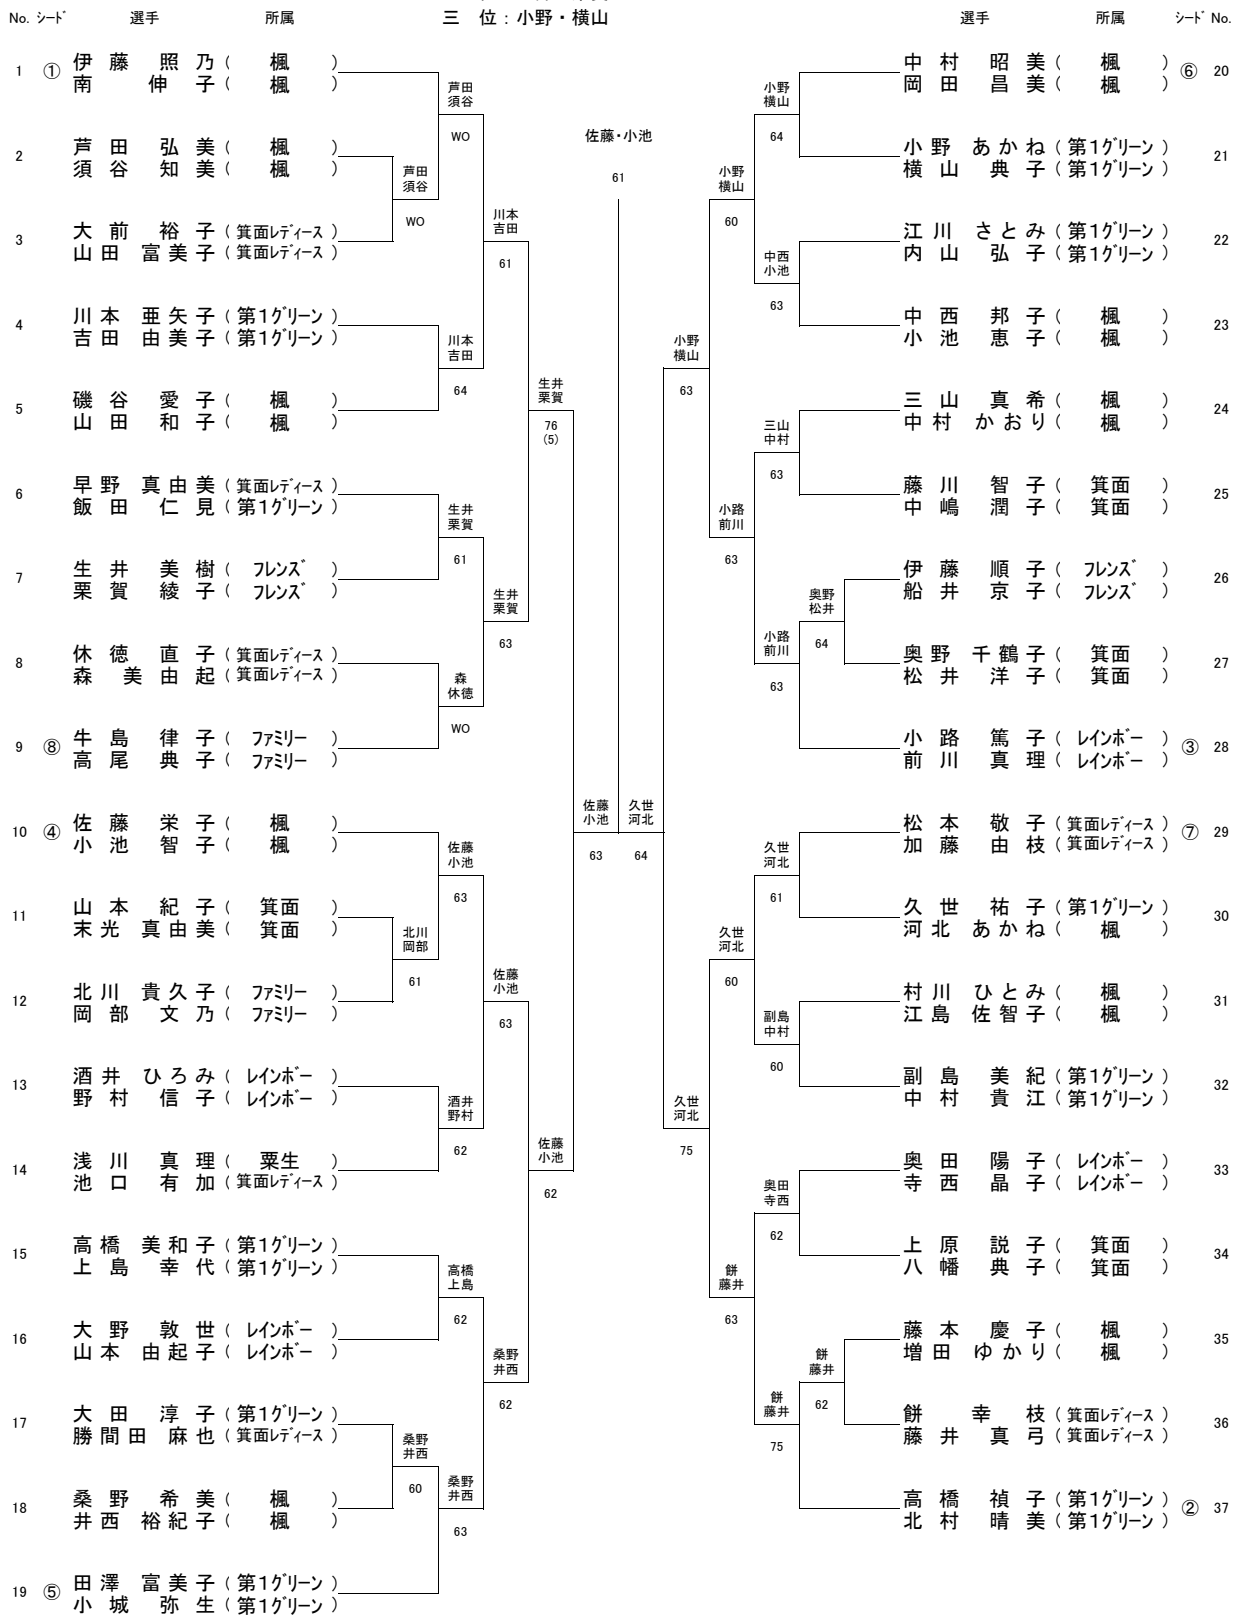 三 位：小野・横山
No. シード 選手 所属
選手 所属 シード No.
1 ① 伊藤 照乃（ 楓 ）
南 伸子（ 楓 ）
2 芦田 弘美（ 楓 ）
須谷 知美（ 楓 ）
3 大前 裕子（箕面レディース）
山田 富美子（箕面レディース）
4 川本 亜矢子（第1グリーン）
吉田 由美子（第1グリーン）
5 磯谷 愛子（ 楓 ）
山田 和子（ 楓 ）
6 早野 真由美（箕面レディース）
飯田 仁見（第1グリーン）
7 生井 美樹（ フレンズ ）
栗賀 綾子（ フレンズ ）
8 休徳 直子（箕面レディース）
森 美由起（箕面レディース）
9 ⑧ 牛島 律子（ ファミリー ）
高尾 典子（ ファミリー ）
10 ④ 佐藤 栄子（ 楓 ）
小池 智子（ 楓 ）
11 山本 紀子（ 箕面 ）
末光 真由美（ 箕面 ）
12 北川 貴久子（ ファミリー ）
岡部 文乃（ ファミリー ）
13 酒井 ひろみ（ レインボー ）
野村 信子（ レインボー ）
14 浅川 真理（ 粟生 ）
池口 有加（箕面レディース）
15 高橋 美和子（第1グリーン）
上島 幸代（第1グリーン）
16 大野 敦世（ レインボー ）
山本 由起子（ レインボー ）
17 大田 淳子（第1グリーン）
勝間田 麻也（箕面レディース）
18 桑野 希美（ 楓 ）
井西 裕紀子（ 楓 ）
19 ⑤ 田澤 富美子（第1グリーン）
小城 弥生（第1グリーン）
芦田
須谷
WO
北川
岡部
61
桑野
井西
60
芦田
須谷
WO
川本
吉田
64
生井
栗賀
61
森
休徳
WO
佐藤
小池
63
酒井
野村
62
高橋
上島
62
桑野
井西
63
川本
吉田
61
生井
栗賀
63
佐藤
小池
63
桑野
井西
62
生井
栗賀
76
(5)
佐藤
小池
62
佐藤
小池
63
佐藤・小池
61
久世
河北
64
小野
横山
63
久世
河北
75
小野
横山
60
小路
前川
63
久世
河北
60
餅
藤井
63
小野
横山
64
中西
小池
63
三山
中村
63
小路
前川
63
久世
河北
61
副島
中村
60
奥田
寺西
62
餅
藤井
75
奥野
松井
64
餅
藤井
62
中村 昭美（ 楓 ） ⑥ 20
岡田 昌美（ 楓 ）
小野 あかね（第1グリーン） 21
横山 典子（第1グリーン）
江川 さとみ（第1グリーン） 22
内山 弘子（第1グリーン）
中西 邦子（ 楓 ） 23
小池 恵子（ 楓 ）
三山 真希（ 楓 ） 24
中村 かおり（ 楓 ）
藤川 智子（ 箕面 ） 25
中嶋 潤子（ 箕面 ）
伊藤 順子（ フレンズ ） 26
船井 京子（ フレンズ ）
奥野 千鶴子（ 箕面 ） 27
松井 洋子（ 箕面 ）
小路 篤子（ レインボー ） ③ 28
前川 真理（ レインボー ）
松本 敬子（箕面レディース） ⑦ 29
加藤 由枝（箕面レディース）
久世 祐子（第1グリーン） 30
河北 あかね（ 楓 ）
村川 ひとみ（ 楓 ） 31
江島 佐智子（ 楓 ）
副島 美紀（第1グリーン） 32
中村 貴江（第1グリーン）
奥田 陽子（ レインボー ） 33
寺西 晶子（ レインボー ）
上原 説子（ 箕面 ） 34
八幡 典子（ 箕面 ）
藤本 慶子（ 楓 ） 35
増田 ゆかり（ 楓 ）
餅 幸枝（箕面レディース） 36
藤井 真弓（箕面レディース）
高橋 禎子（第1グリーン） ② 37
北村 晴美（第1グリーン）